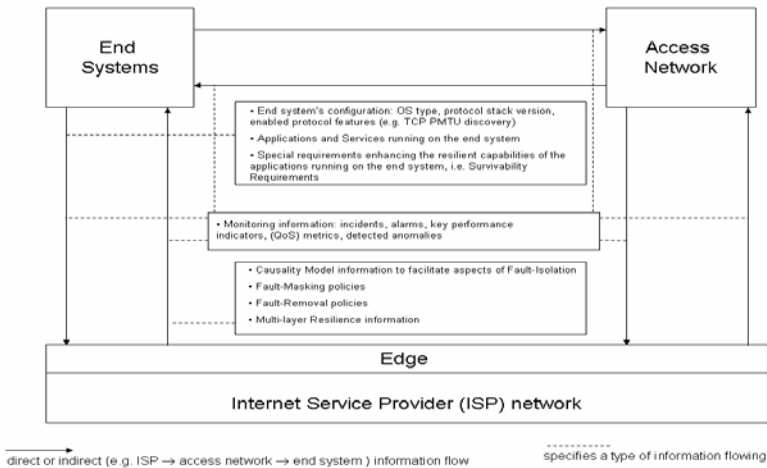 End
Systems
Access
Network
• End system's configuration: OS type, protocol stack version,
enabled protocol features (e.g. TCP PMTU discovery)
• Applications and Services running on the end system
• Special requirements enhancing the resilient capabilities of the
applications running on the end system, i.e. Survivability
Requirements
• Monitoring information: incidents, alarms, key performance
indicators, (QoS) metrics, detected anomalies
• Causality Model information to facilitate aspects of Fault-Isolation
• Fault-Masking policies
• Fault-Removal policies
• Multi-layer Resilience information
Edge
Internet Service Provider (ISP) network
direct or indirect (e.g. ISP → access network → end system ) information flow
specifies a type of information flowing